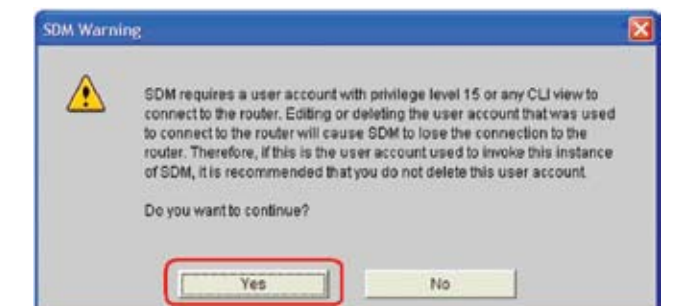 SDM Warning
SDM requires a user account with privilege level 15 or any CLI view to
connect to the router. Editing or deleting the user account that was used
to connect to the router will cause SDM to lose the connection to the
router. Therefore, if this is the user account used to invoke this instance
of SDM, it is recommended that you do not delete this user account.
Do you want to continue?
Yes No